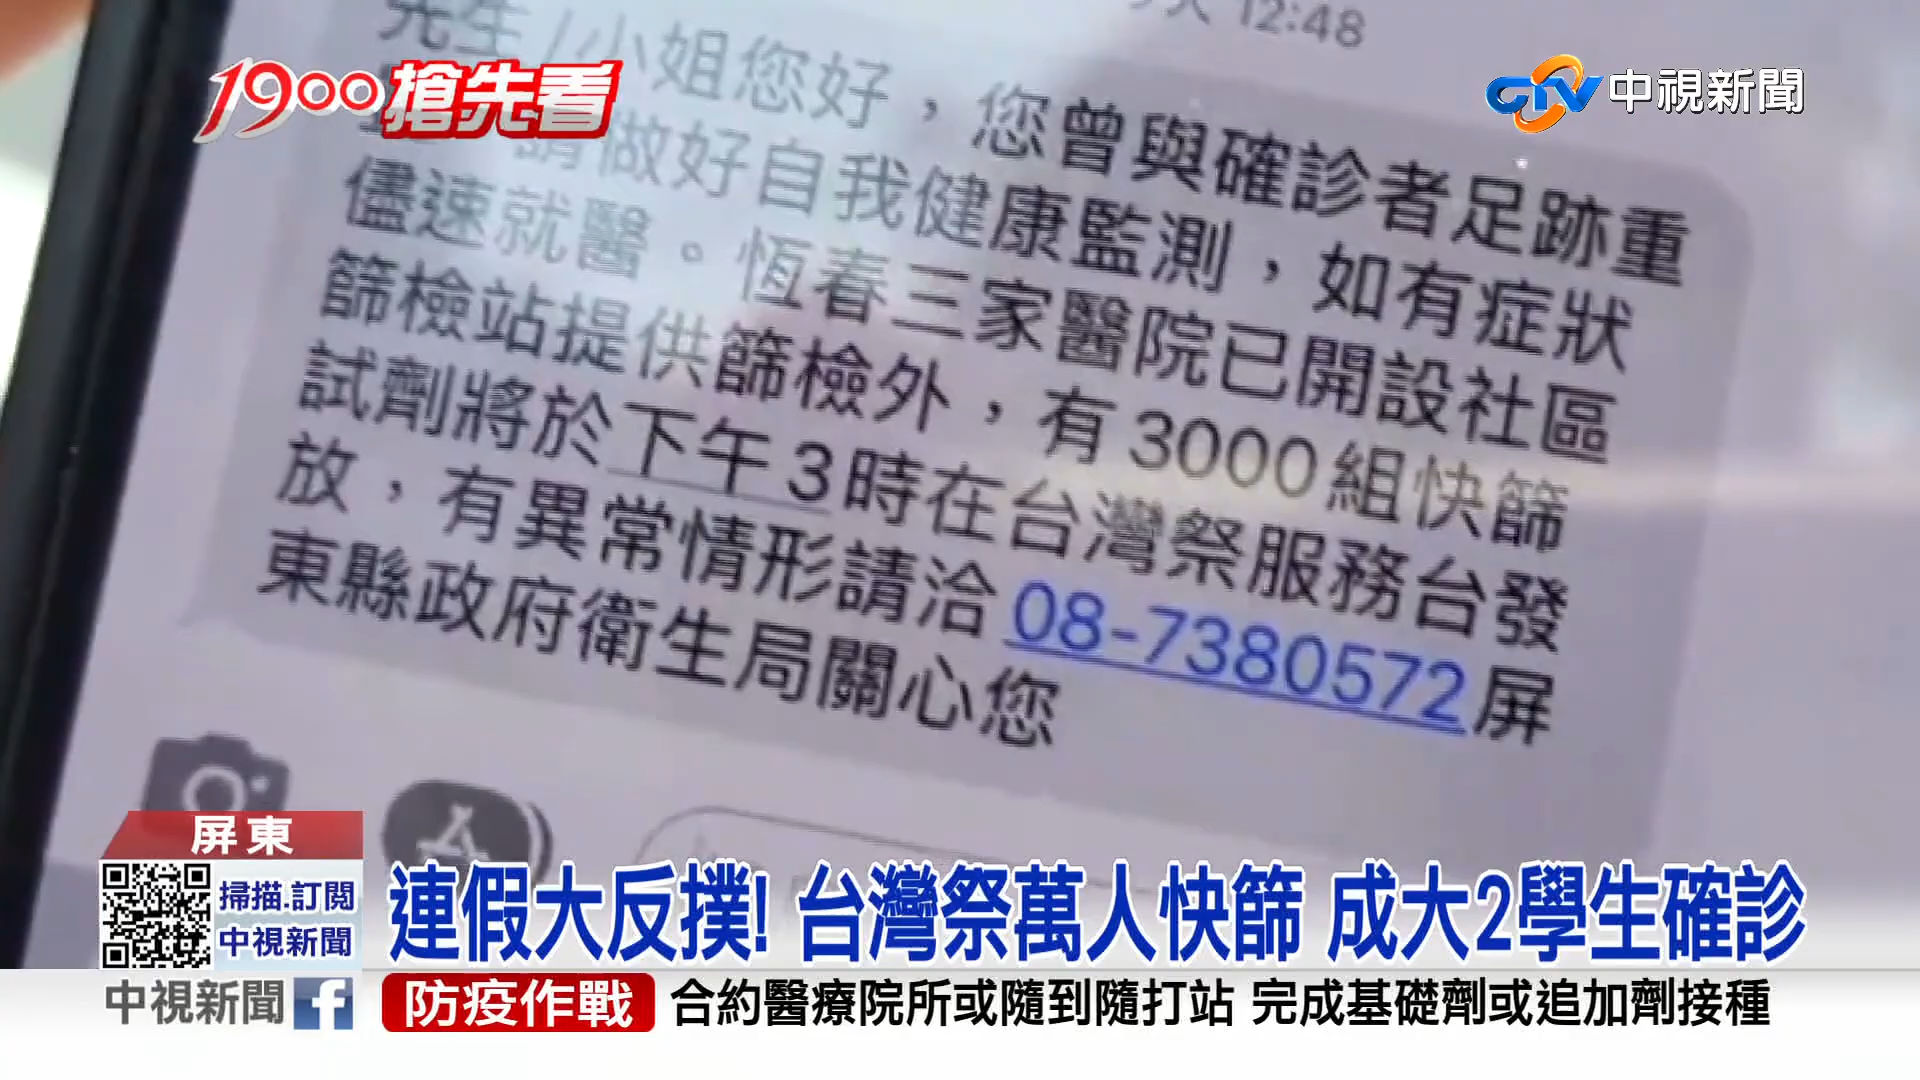 今天 12:48
先生/小姐您好，您曾與確診者足跡重
請做好自我健康監測，如有症狀
儘速就醫。恆春三家醫院已開設社區
篩檢站提供篩檢外，有3000組快篩
試劑將於下午3時在台灣祭服務台發
放，有異常情形請洽08-7380572屏
東縣政府衛生局關心您
1900搶先看
CTV中視新聞
屏東
掃描.訂閱
中視新聞
連假大反撲! 台灣祭萬人快篩 成大2學生確診
中視新聞 f
防疫作戰 合約醫療院所或隨到隨打站 完成基礎劑或追加劑接種